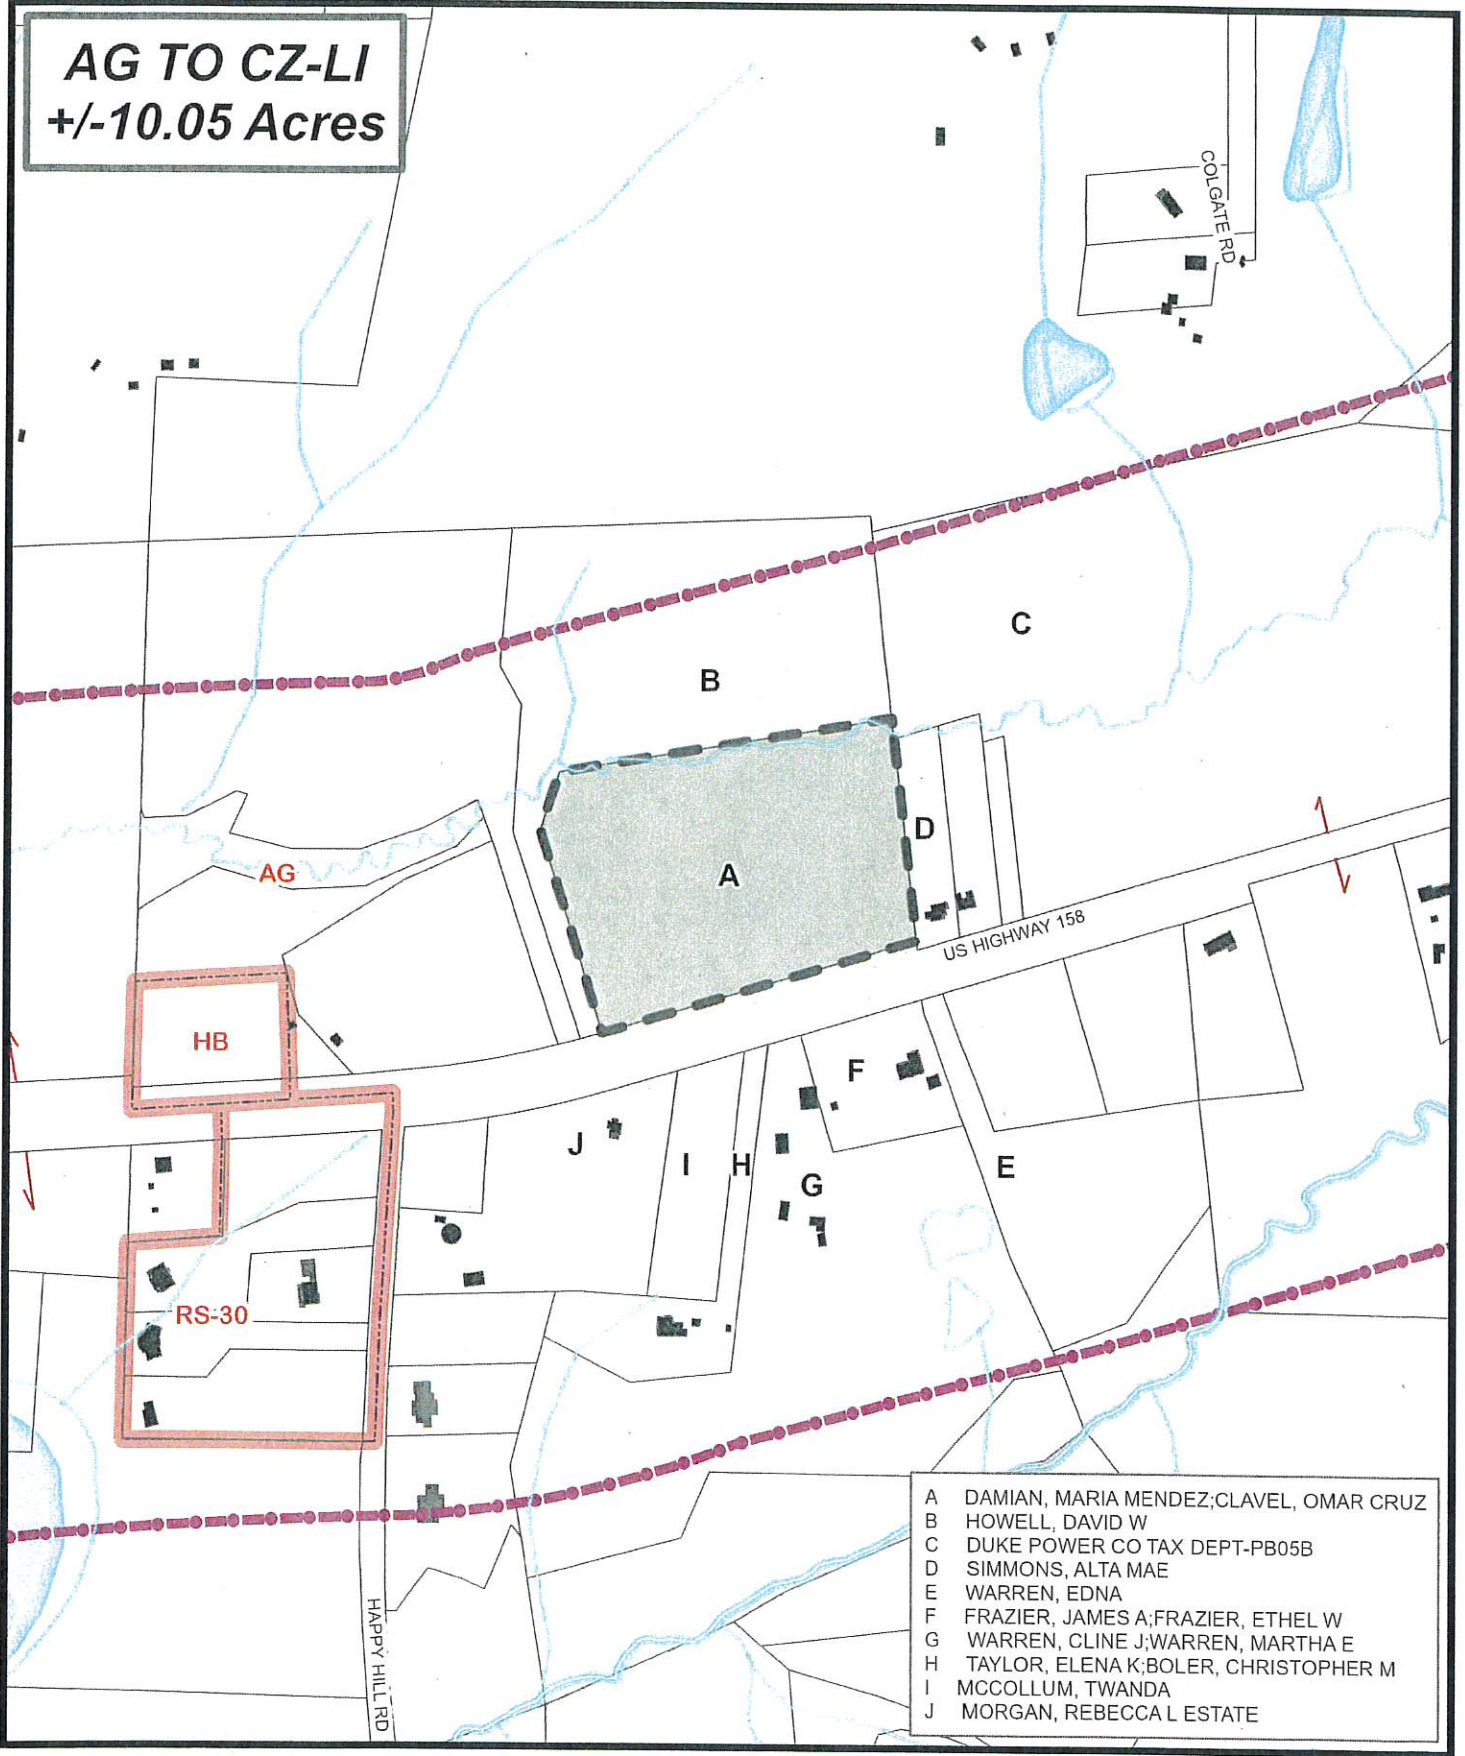 AG TO CZ-LI
+/-10.05 Acres
COLGATE RD
C
B
D
A
AG
US HIGHWAY 158
HB
F
J
I
H
G
E
RS-30
HAPPY HILL RD
A DAMIAN, MARIA MENDEZ;CLAVEL, OMAR CRUZ
B HOWELL, DAVID W
C DUKE POWER CO TAX DEPT-PB05B
D SIMMONS, ALTA MAE
E WARREN, EDNA
F FRAZIER, JAMES A;FRAZIER, ETHEL W
G WARREN, CLINE J;WARREN, MARTHA E
H TAYLOR, ELENA K;BOLER, CHRISTOPHER M
I MCCOLLUM, TWANDA
J MORGAN, REBECCA L ESTATE